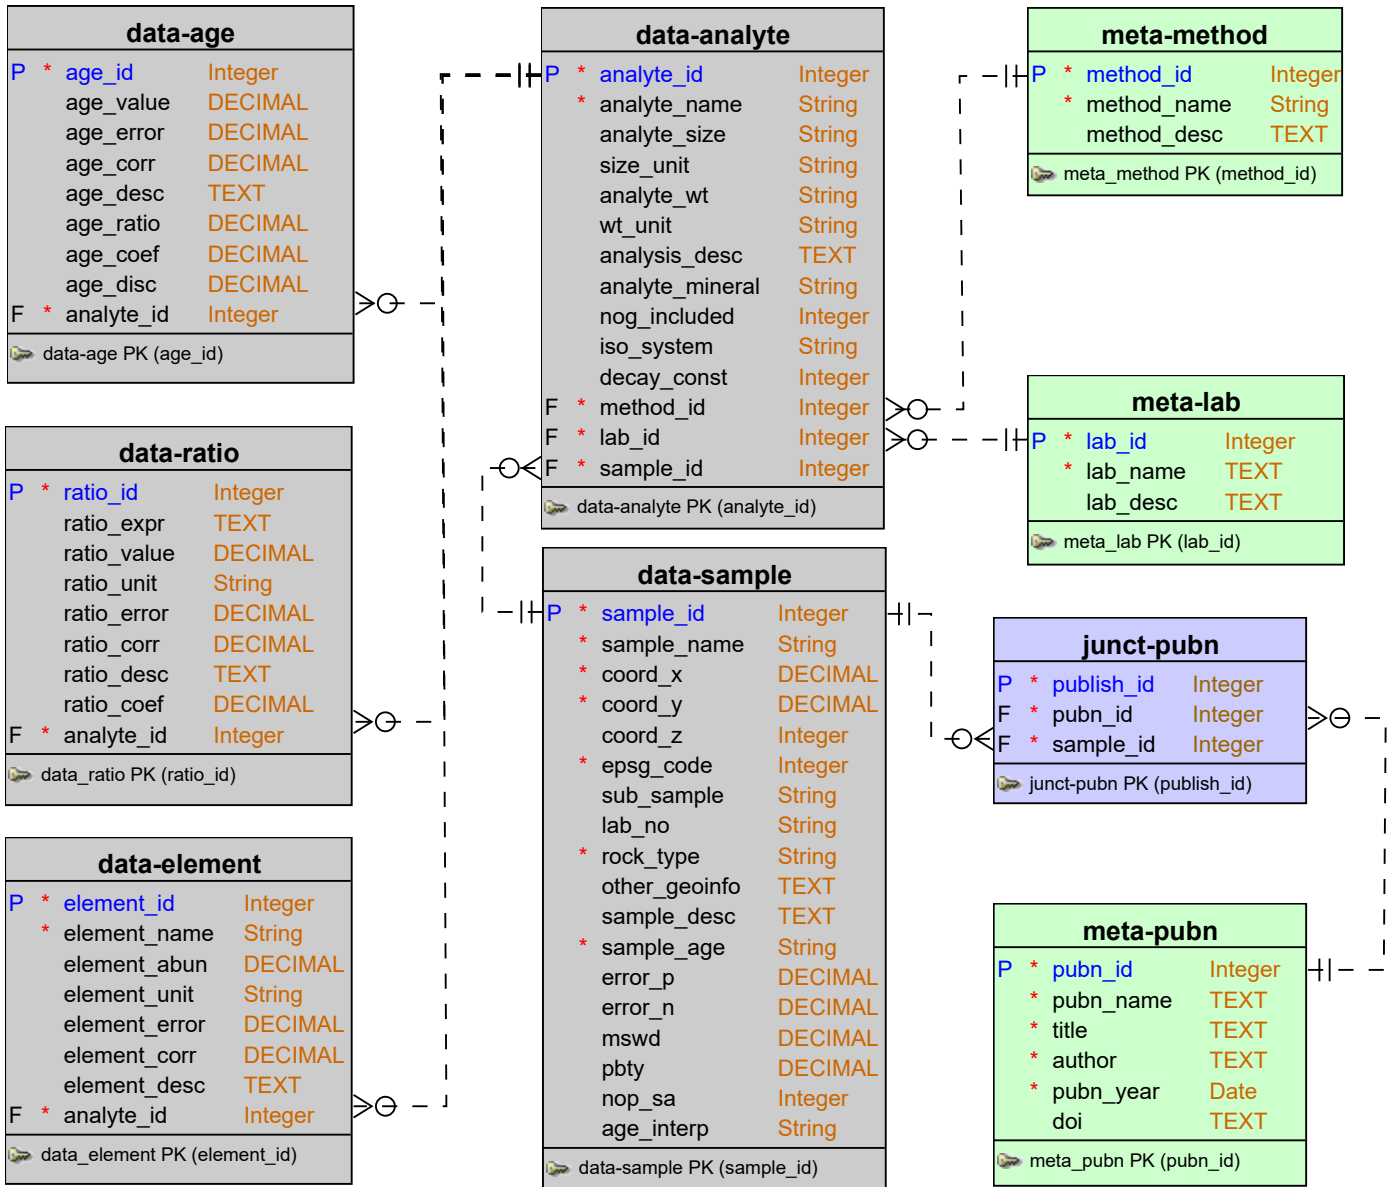 data-age
P * age_id Integer
age_value DECIMAL
age_error DECIMAL
age_corr DECIMAL
age_desc TEXT
age_ratio DECIMAL
age_coef DECIMAL
age_disc DECIMAL
F * analyte_id Integer
data-age PK (age_id)
data-ratio
P * ratio_id Integer
ratio_expr TEXT
ratio_value DECIMAL
ratio_unit String
ratio_error DECIMAL
ratio_corr DECIMAL
ratio_desc TEXT
ratio_coef DECIMAL
F * analyte_id Integer
data_ratio PK (ratio_id)
data-element
P * element_id Integer
* element_name String
element_abun DECIMAL
element_unit String
element_error DECIMAL
element_corr DECIMAL
element_desc TEXT
F * analyte_id Integer
data_element PK (element_id)
data-analyte
P * analyte_id Integer
* analyte_name String
analyte_size String
size_unit String
analyte_wt String
wt_unit String
analysis_desc TEXT
analyte_mineral String
nog_included Integer
iso_system String
decay_const Integer
F * method_id Integer
F * lab_id Integer
F * sample_id Integer
data-analyte PK (analyte_id)
data-sample
P * sample_id Integer
* sample_name String
* coord_x DECIMAL
* coord_y DECIMAL
coord_z Integer
* epsg_code Integer
sub_sample String
lab_no String
* rock_type String
other_geoinfo TEXT
sample_desc TEXT
* sample_age String
error_p DECIMAL
error_n DECIMAL
mswd DECIMAL
pbty DECIMAL
nop_sa Integer
age_interp String
data-sample PK (sample_id)
meta-method
P * method_id Integer
* method_name String
method_desc TEXT
meta_method PK (method_id)
meta-lab
P * lab_id Integer
* lab_name TEXT
lab_desc TEXT
meta_lab PK (lab_id)
junct-pubn
P * publish_id Integer
F * pubn_id Integer
F * sample_id Integer
junct-pubn PK (publish_id)
meta-pubn
P * pubn_id Integer
* pubn_name TEXT
* title TEXT
* author TEXT
* pubn_year Date
doi TEXT
meta_pubn PK (pubn_id)